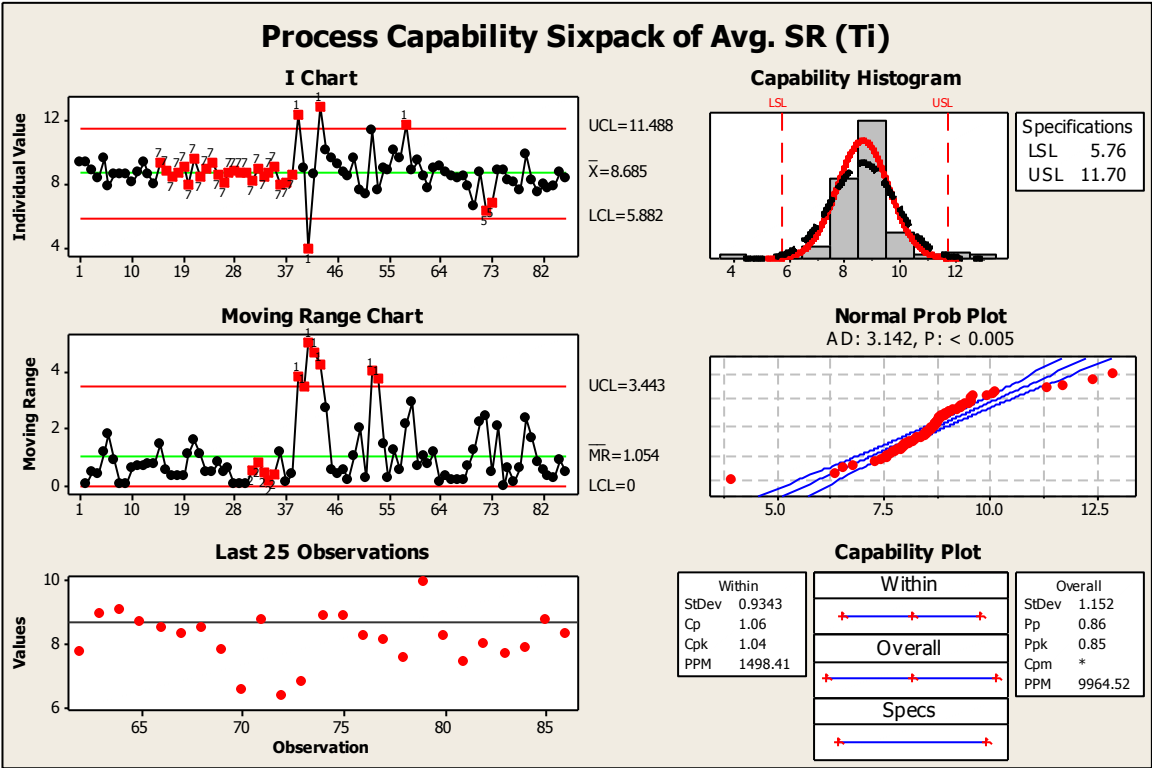 Process Capability Sixpack of Avg. SR (Ti)
I Chart
Individual Value
12
8
4
1 10 19 28 37 46 55 64 73 82
UCL=11.488
X=8.685
LCL=5.882
Capability Histogram
LSL
USL
4 6 8 10 12
Specifications
LSL 5.76
USL 11.70
Moving Range Chart
Moving Range
4
2
0
1 10 19 28 37 46 55 64 73 82
UCL=3.443
MR=1.054
LCL=0
Normal Prob Plot
AD: 3.142, P: < 0.005
5.0 7.5 10.0 12.5
Last 25 Observations
Values
10
8
6
65 70 75 80 85
Observation
Capability Plot
Within
StDev 0.9343
Cp 1.06
Cpk 1.04
PPM 1498.41
Within
Overall
Specs
Overall
StDev 1.152
Pp 0.86
Ppk 0.85
Cpm *
PPM 9964.52